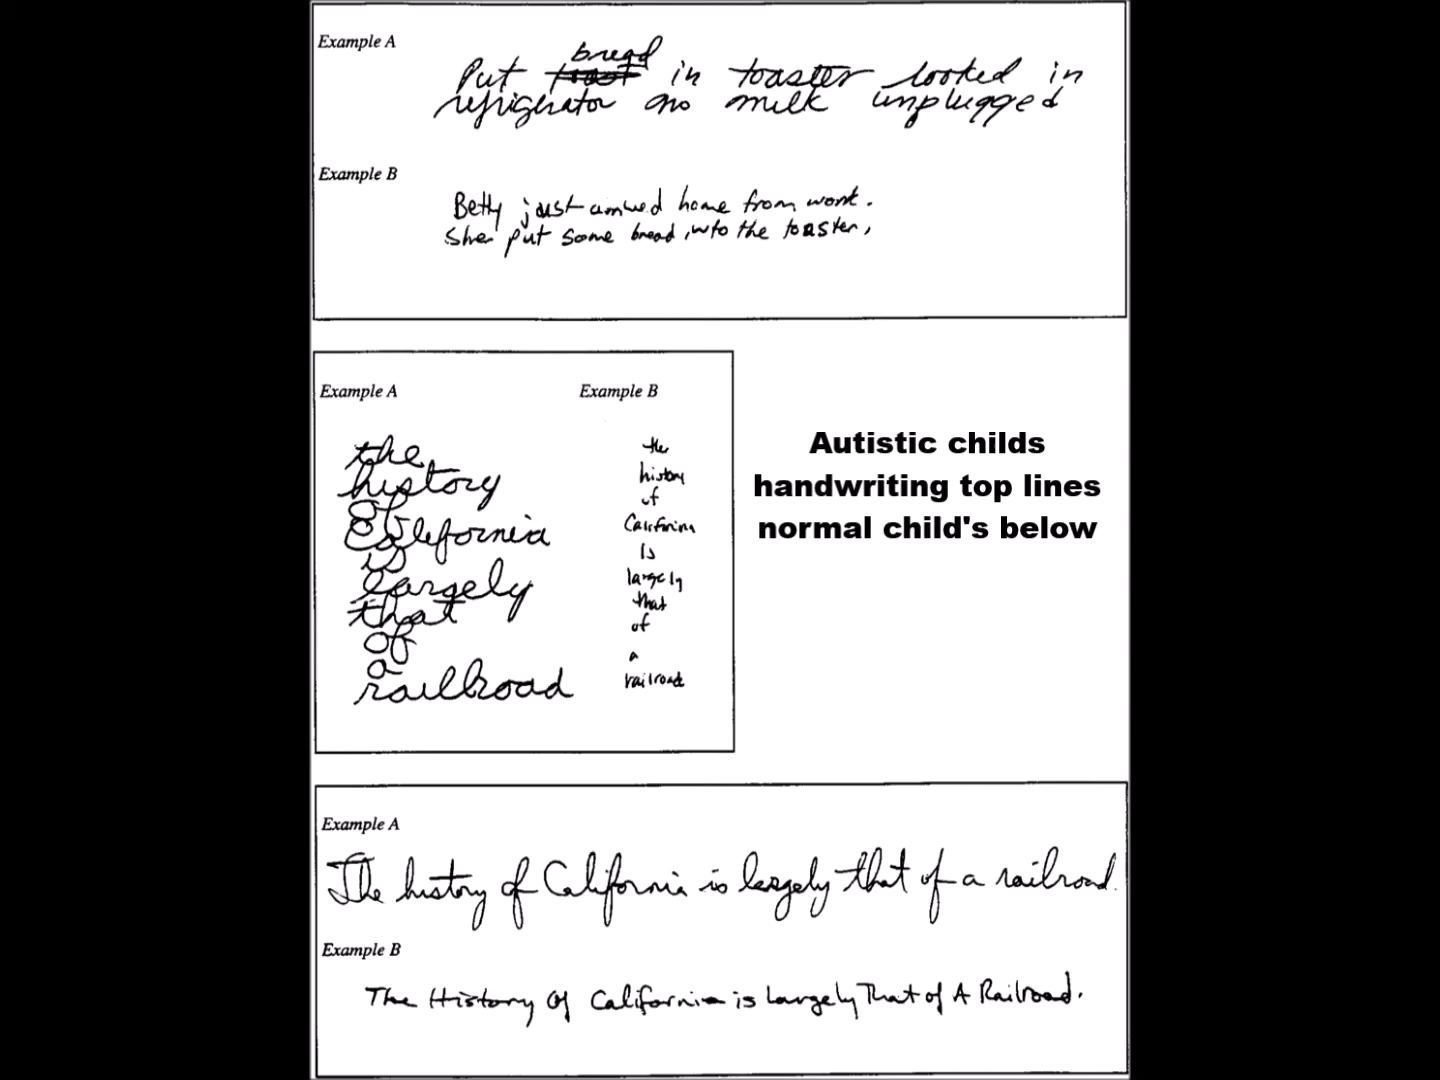 Example A
bread
Put toast in toaster looked in
refrigerator no milk unplugged
Example B
Betty just arrived home from work.
She put some bread into the toaster,
Example A
the
history
of
California
is
largely
that
of
a
railroad
Example B
the
history
of
California
Is
largely
that
of
a
railroad
Autistic childs
handwriting top lines
normal child's below
Example A
The history of California is largely that of a railroad.
Example B
The History Of California is Largely That of A Railroad.